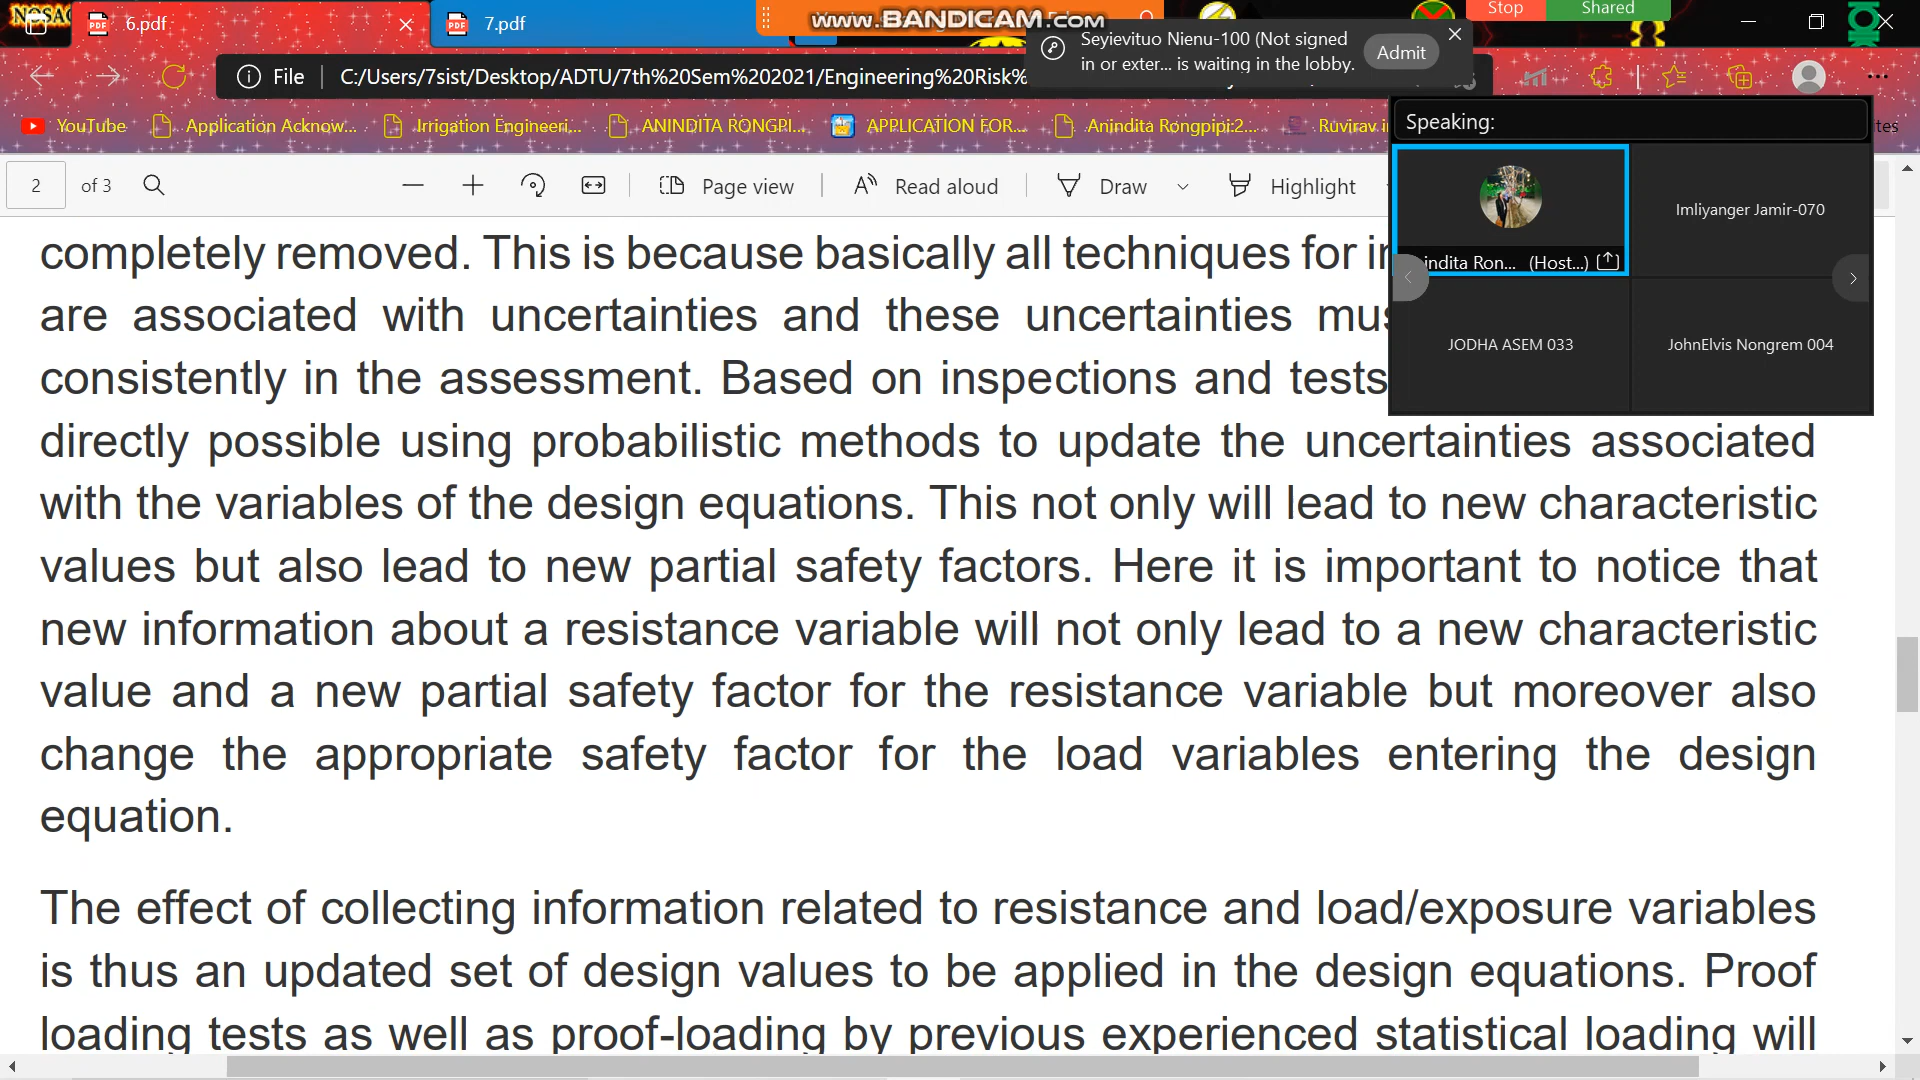 NOSAC
6.pdf
7.pdf
www.BANDICAM.com
Stop
Shared
Seyievituo Nienu-100 (Not signed
in or exter... is waiting in the lobby.
Admit
File
C:/Users/7sist/Desktop/ADTU/7th%20Sem%202021/Engineering%20Risk%
YouTube
Application Acknow...
Irrigation Engineeri...
ANINDITA RONGPI...
APPLICATION FOR...
Anindita Rongpipi:2...
Ruvirav i
tes
Speaking:
2
of 3
Page view
Read aloud
Draw
Highlight
indita Ron... (Host...)
Imliyanger Jamir-070
JODHA ASEM 033
JohnElvis Nongrem 004
completely removed. This is because basically all techniques for in
are associated with uncertainties and these uncertainties mus
consistently in the assessment. Based on inspections and tests
directly possible using probabilistic methods to update the uncertainties associated
with the variables of the design equations. This not only will lead to new characteristic
values but also lead to new partial safety factors. Here it is important to notice that
new information about a resistance variable will not only lead to a new characteristic
value and a new partial safety factor for the resistance variable but moreover also
change the appropriate safety factor for the load variables entering the design
equation.
The effect of collecting information related to resistance and load/exposure variables
is thus an updated set of design values to be applied in the design equations. Proof
loading tests as well as proof-loading by previous experienced statistical loading will